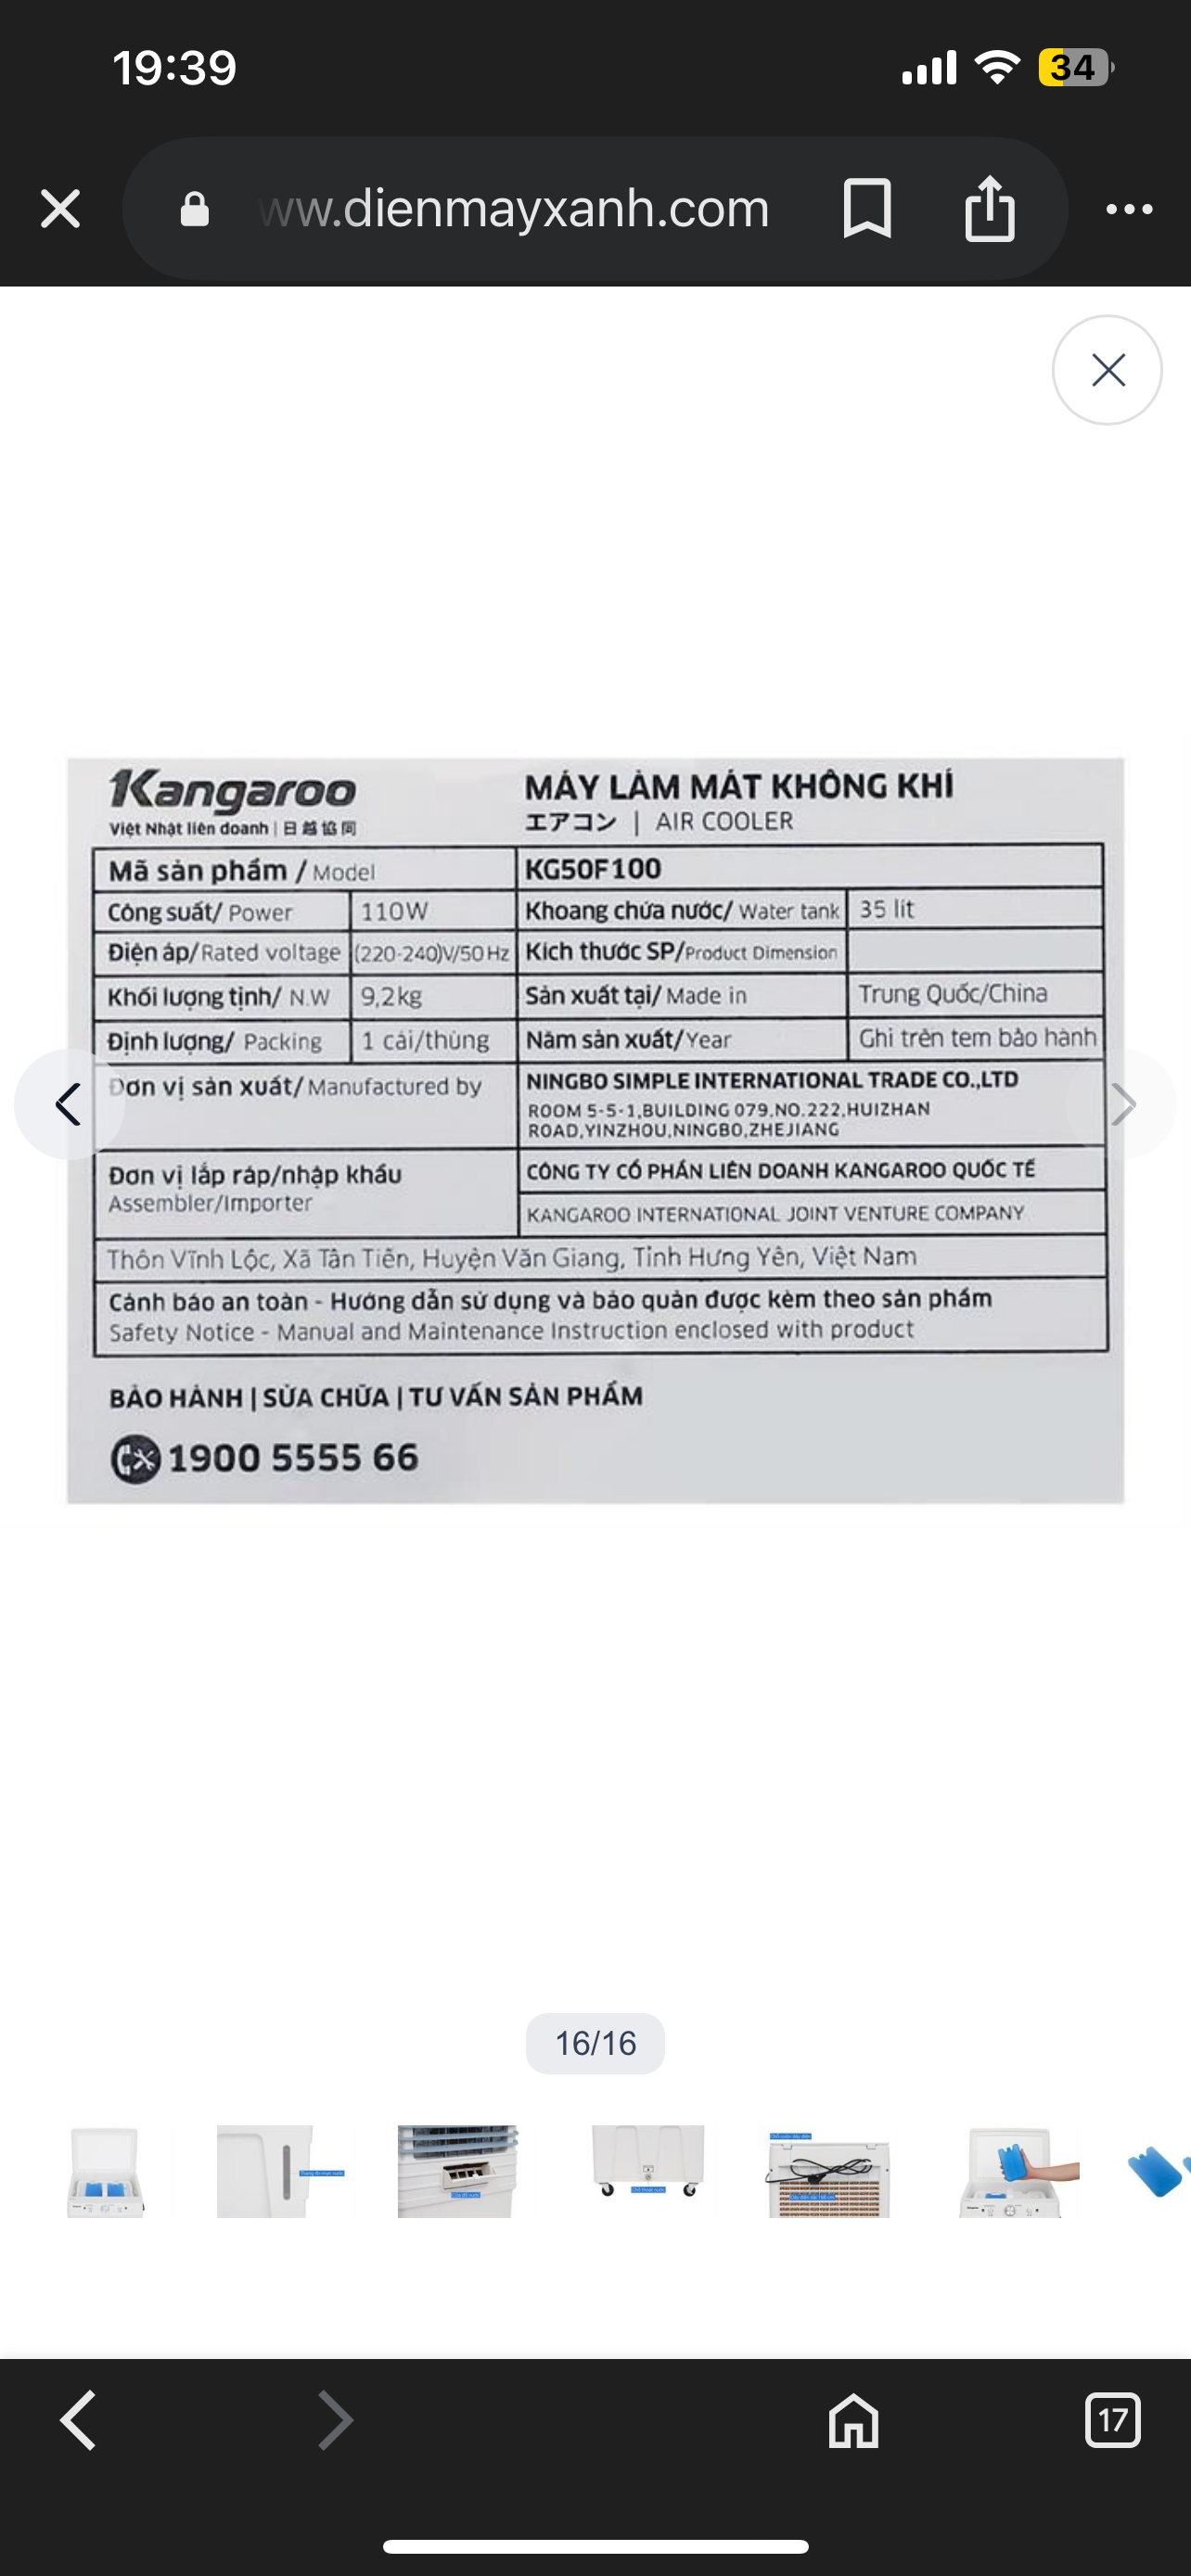 19:39
34
ww.dienmayxanh.com
Kangaroo
Việt Nhật liên doanh | 日越協同
MÁY LÀM MÁT KHÔNG KHÍ
エアコン | AIR COOLER
Mã sản phẩm / Model KG50F100
Công suất/ Power 110W Khoang chứa nước/ Water tank 35 lít
Điện áp/ Rated voltage (220-240)V/50Hz Kích thước SP/Product Dimension
Khối lượng tịnh/ N.W 9,2kg Sản xuất tại/ Made in Trung Quốc/China
Định lượng/ Packing 1 cái/thùng Năm sản xuất/Year Ghi trên tem bảo hành
Đơn vị sản xuất/ Manufactured by NINGBO SIMPLE INTERNATIONAL TRADE CO.,LTD
ROOM 5-5-1,BUILDING 079,NO.222,HUIZHAN
ROAD,YINZHOU,NINGBO,ZHEJIANG
Đơn vị lắp ráp/nhập khẩu
Assembler/Importer
CÔNG TY CỔ PHẦN LIÊN DOANH KANGAROO QUỐC TẾ
KANGAROO INTERNATIONAL JOINT VENTURE COMPANY
Thôn Vĩnh Lộc, Xã Tân Tiến, Huyện Văn Giang, Tỉnh Hưng Yên, Việt Nam
Cảnh báo an toàn - Hướng dẫn sử dụng và bảo quản được kèm theo sản phẩm
Safety Notice - Manual and Maintenance Instruction enclosed with product
BẢO HÀNH | SỬA CHỮA | TƯ VẤN SẢN PHẨM
1900 5555 66
16/16
17